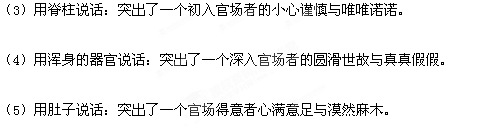 （3）用脊柱说话：突出了一个初入官场者的小心谨慎与唯唯诺诺。
（4）用浑身的器官说话：突出了一个深入官场者的圆滑世故与真真假假。
（5）用肚子说话：突出了一个官场得意者心满意足与漠然麻木。